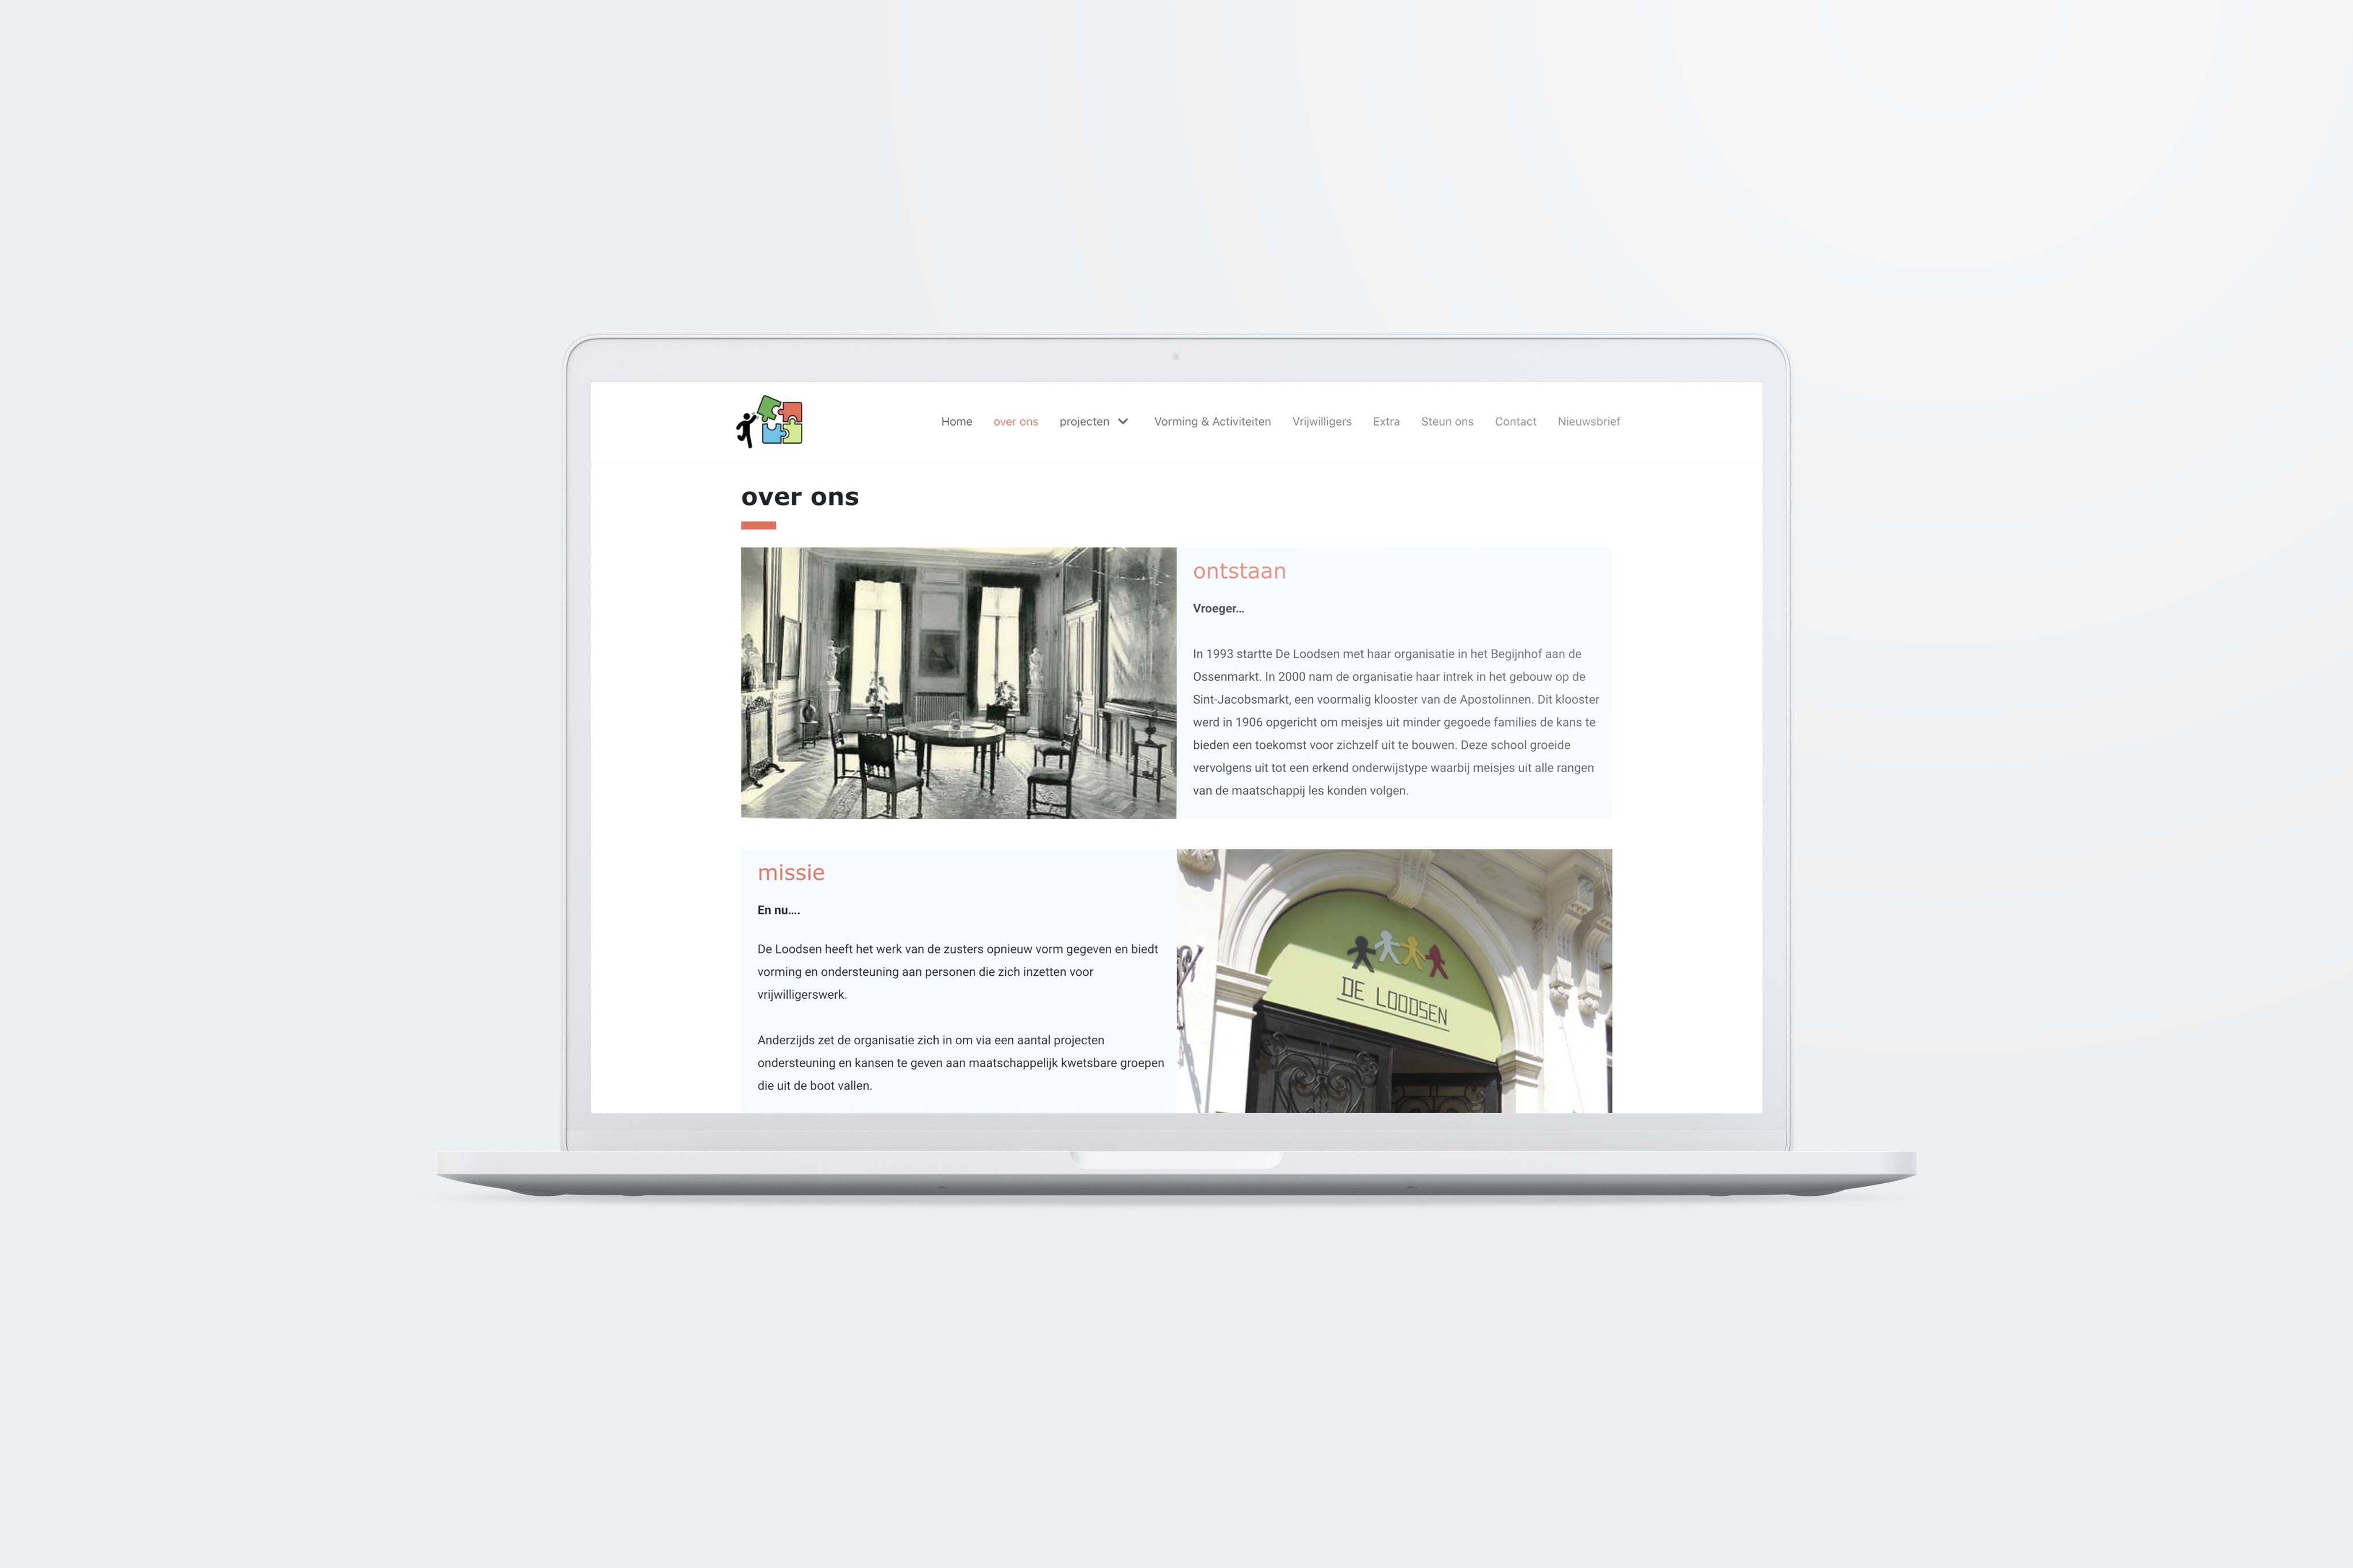 Home over ons projecten Vorming & Activiteiten Vrijwilligers Extra Steun ons Contact Nieuwsbrief
over ons
ontstaan
Vroeger...
In 1993 startte De Loodsen met haar organisatie in het Begijnhof aan de
Ossenmarkt. In 2000 nam de organisatie haar intrek in het gebouw op de
Sint-Jacobsmarkt, een voormalig klooster van de Apostolinnen. Dit klooster
werd in 1906 opgericht om meisjes uit minder gegoede families de kans te
bieden een toekomst voor zichzelf uit te bouwen. Deze school groeide
vervolgens uit tot een erkend onderwijstype waarbij meisjes uit alle rangen
van de maatschappij les konden volgen.
missie
En nu....
De Loodsen heeft het werk van de zusters opnieuw vorm gegeven en biedt
vorming en ondersteuning aan personen die zich inzetten voor
vrijwilligerswerk.
Anderzijds zet de organisatie zich in om via een aantal projecten
ondersteuning en kansen te geven aan maatschappelijk kwetsbare groepen
die uit de boot vallen.
DE LOODSEN